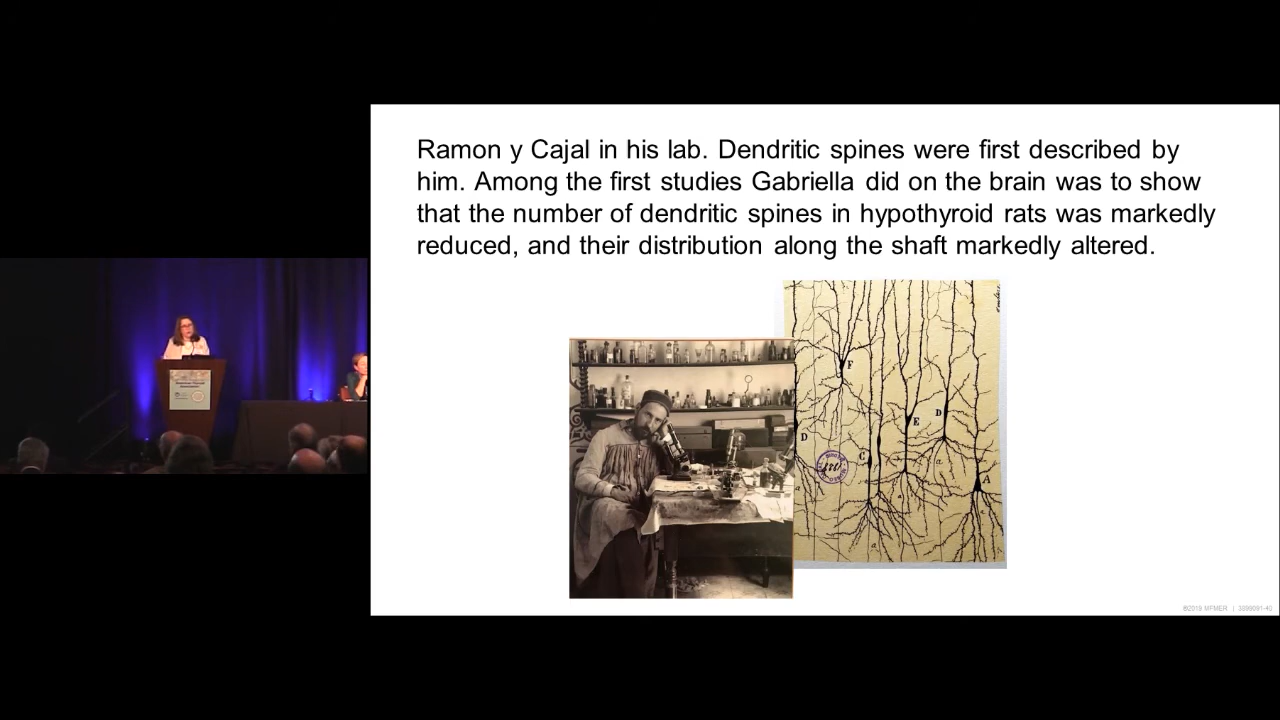 Ramon y Cajal in his lab. Dendritic spines were first described by
him. Among the first studies Gabriella did on the brain was to show
that the number of dendritic spines in hypothyroid rats was markedly
reduced, and their distribution along the shaft markedly altered.
F
D
E
D
C
A
a
a
a
a
a
©2019 MFMER | 3899091-40